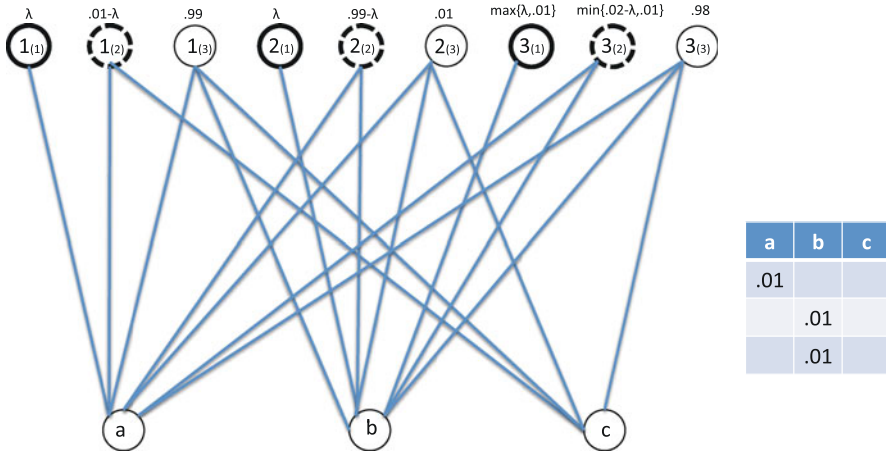 λ .01-λ .99 λ .99-λ .01 max{λ,.01} min{.02-λ,.01} .98
1(1) 1(2) 1(3) 2(1) 2(2) 2(3) 3(1) 3(2) 3(3)
a b c
.01
.01
.01
a b c